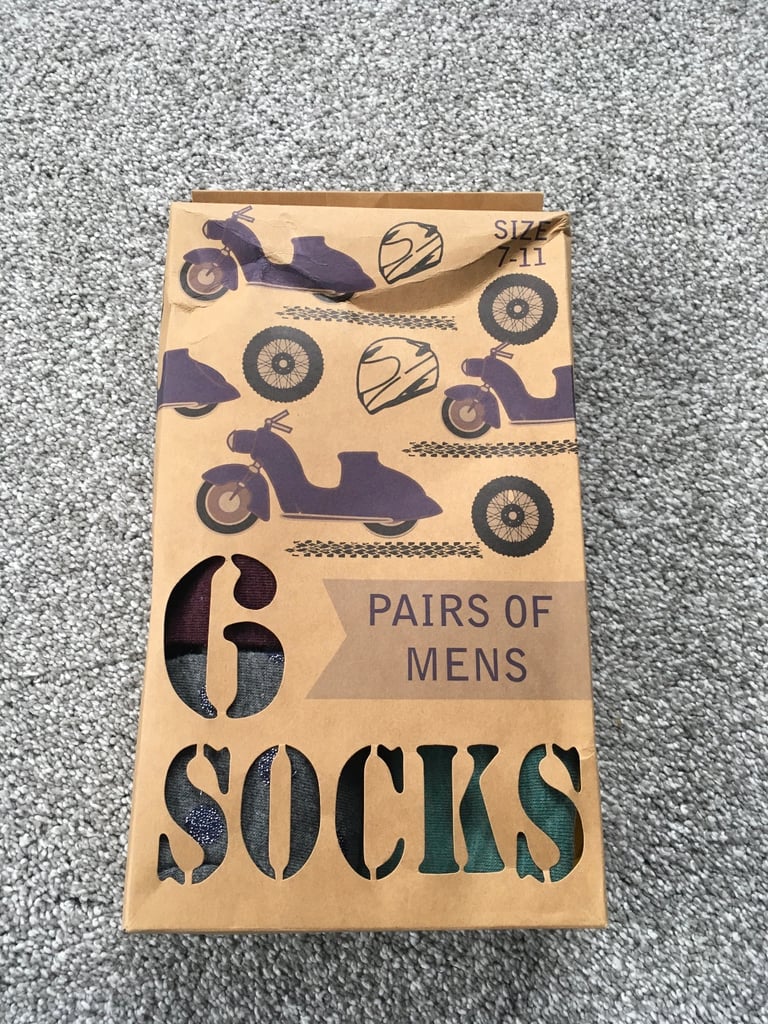 SIZE
7-11
6
PAIRS OF
MENS
SOCKS